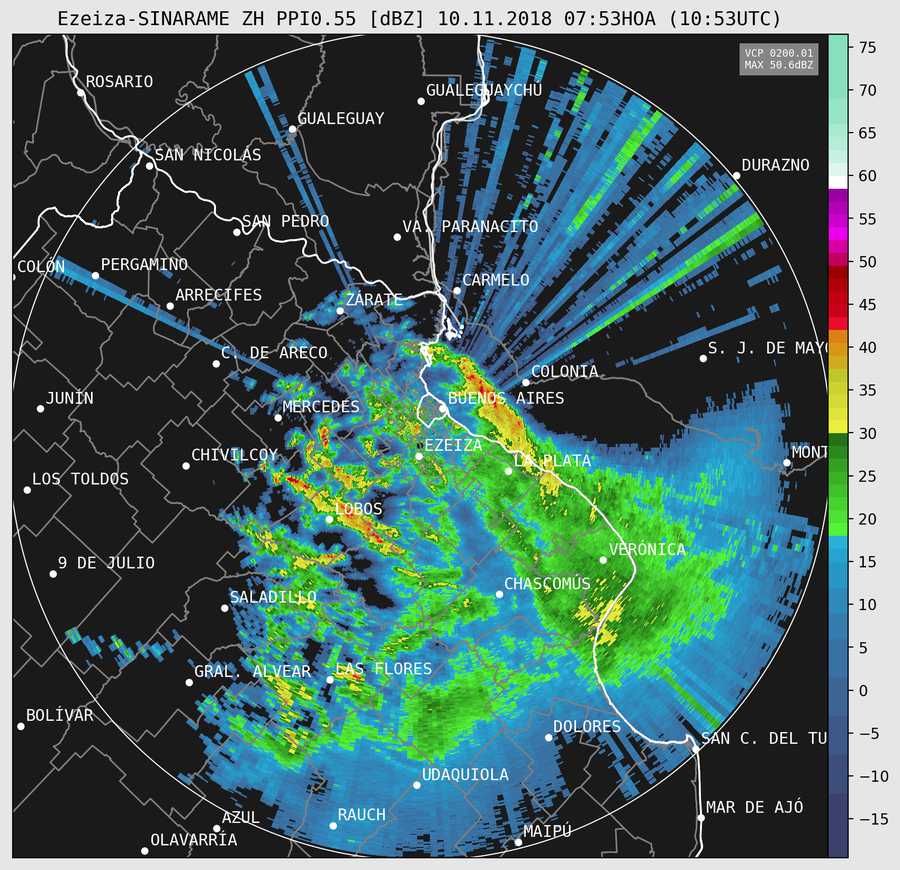 Ezeiza-SINARAME ZH PPI0.55 [dBZ] 10.11.2018 07:53HOA (10:53UTC)
VCP 0200.01
MAX 50.6dBZ
ROSARIO
GUALEGUAYCHÚ
GUALEGUAY
SAN NICOLÁS
DURAZNO
SAN PEDRO
VA. PARANACITO
COLÓN
PERGAMINO
CARMELO
ARRECIFES
ZÁRATE
C. DE ARECO
S. J. DE MAYO
COLONIA
JUNÍN
MERCEDES
BUENOS AIRES
EZEIZA
CHIVILCOY
LA PLATA
MONT
LOS TOLDOS
LOBOS
VERÓNICA
9 DE JULIO
CHASCOMÚS
SALADILLO
GRAL. ALVEAR
LAS FLORES
BOLÍVAR
DOLORES
SAN C. DEL TU
UDAQUIOLA
MAR DE AJÓ
AZUL
RAUCH
MAIPÚ
OLAVARRÍA
75
70
65
60
55
50
45
40
35
30
25
20
15
10
5
0
−5
−10
−15